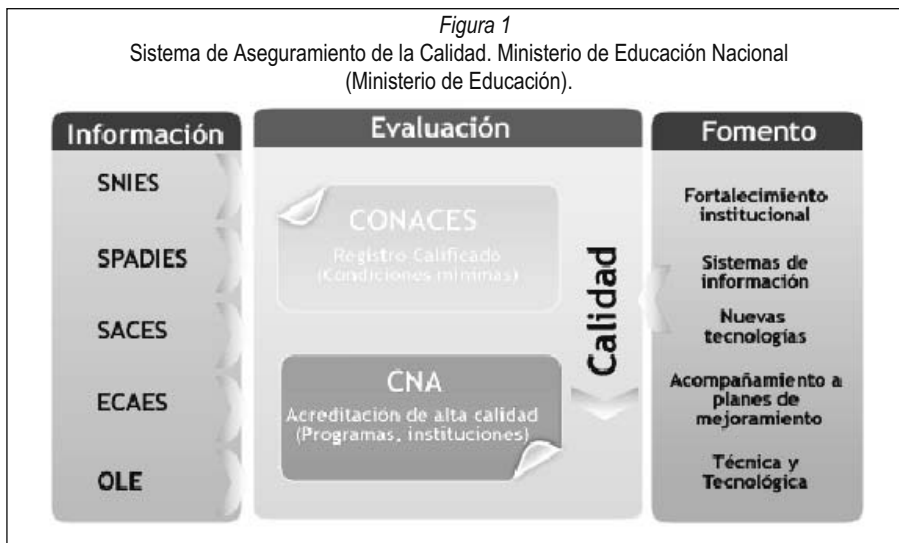 Figura 1
Sistema de Aseguramiento de la Calidad. Ministerio de Educación Nacional
(Ministerio de Educación).
Información
SNIES
SPADIES
SACES
ECAES
OLE
Evaluación
CONACES
Registro Calificado
(Condiciones mínimas)
CNA
Acreditación de alta calidad
(Programas, instituciones)
Calidad
Fomento
Fortalecimiento
institucional
Sistemas de
información
Nuevas
tecnologías
Acompañamiento a
planes de
mejoramiento
Técnica y
Tecnológica